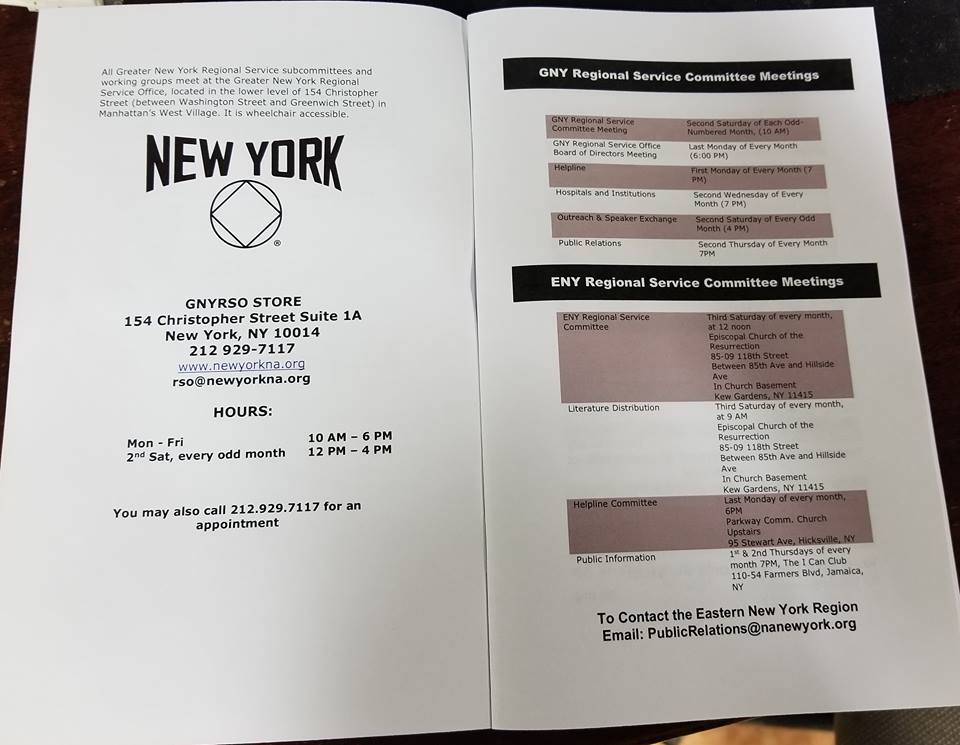 All Greater New York Regional Service subcommittees and
working groups meet at the Greater New York Regional
Service Office, located in the lower level of 154 Christopher
Street (between Washington Street and Greenwich Street) in
Manhattan's West Village. It is wheelchair accessible.
NEW YORK
®
GNYRSO STORE
154 Christopher Street Suite 1A
New York, NY 10014
212 929-7117
www.newyorkna.org
rso@newyorkna.org
HOURS:
Mon - Fri 10 AM – 6 PM
2nd Sat, every odd month 12 PM – 4 PM
You may also call 212.929.7117 for an
appointment
GNY Regional Service Committee Meetings
GNY Regional Service
Committee Meeting
Second Saturday of Each Odd-
Numbered Month, (10 AM)
GNY Regional Service Office
Board of Directors Meeting
Last Monday of Every Month
(6:00 PM)
Helpline
First Monday of Every Month (7
PM)
Hospitals and Institutions
Second Wednesday of Every
Month (7 PM)
Outreach & Speaker Exchange
Second Saturday of Every Odd
Month (4 PM)
Public Relations
Second Thursday of Every Month
7PM
ENY Regional Service Committee Meetings
ENY Regional Service
Committee
Third Saturday of every month,
at 12 noon
Episcopal Church of the
Resurrection
85-09 118th Street
Between 85th Ave and Hillside
Ave
In Church Basement
Kew Gardens, NY 11415
Literature Distribution
Third Saturday of every month,
at 9 AM
Episcopal Church of the
Resurrection
85-09 118th Street
Between 85th Ave and Hillside
Ave
In Church Basement
Kew Gardens, NY 11415
Helpline Committee
Last Monday of every month,
6PM
Parkway Comm. Church
Upstairs
95 Stewart Ave, Hicksville, NY
Public Information
1st & 2nd Thursdays of every
month 7PM, The I Can Club
110-54 Farmers Blvd, Jamaica,
NY
To Contact the Eastern New York Region
Email: PublicRelations@nanewyork.org